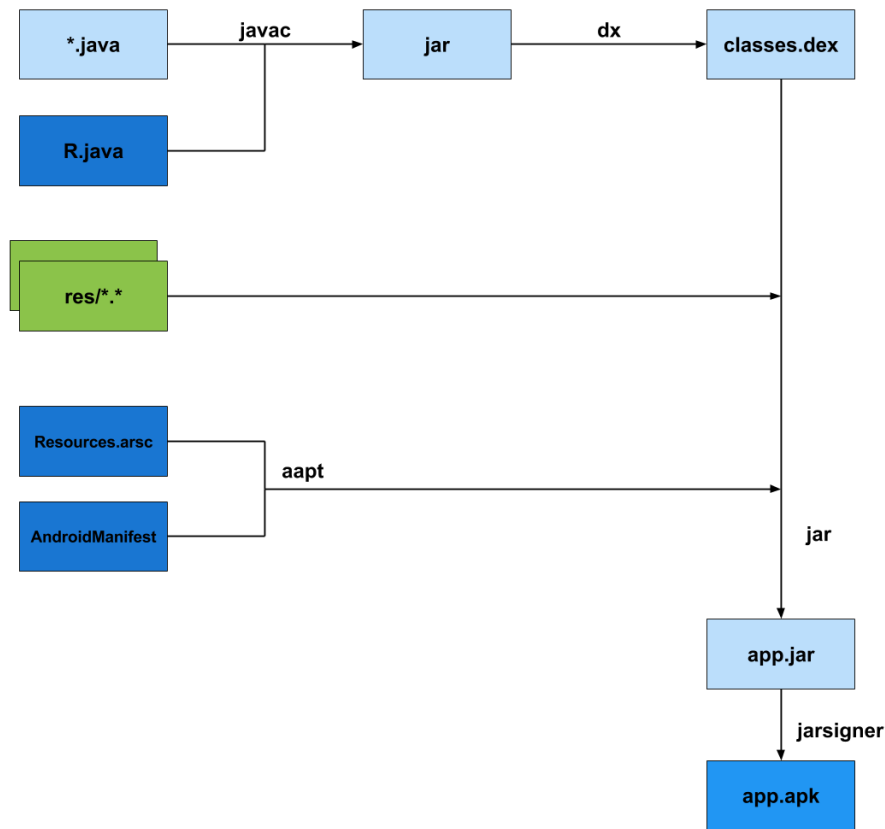 *.java
javac
jar
dx
classes.dex
R.java
res/*.*
Resources.arsc
aapt
AndroidManifest
jar
app.jar
jarsigner
app.apk